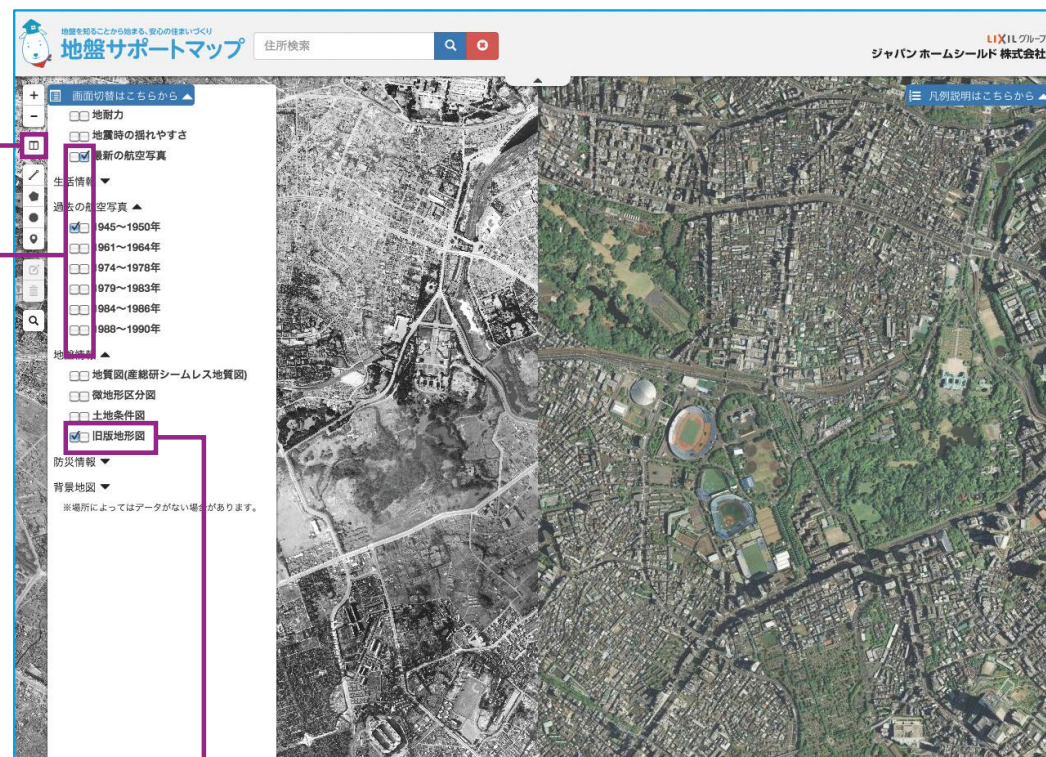 地盤を知ることから始まる、安心の住まいづくり
地盤サポートマップ
住所検索
LIXILグループ
ジャパンホームシールド 株式会社
画面切替はこちらから ▲
凡例説明はこちらから ▲
地耐力
地震時の揺れやすさ
最新の航空写真
生活情報 ▼
過去の航空写真 ▲
1945〜1950年
1961〜1964年
1974〜1978年
1979〜1983年
1984〜1986年
1988〜1990年
地盤情報 ▲
地質図(産総研シームレス地質図)
微地形区分図
土地条件図
旧版地形図
防災情報 ▼
背景地図 ▼
※場所によってはデータがない場合があります。